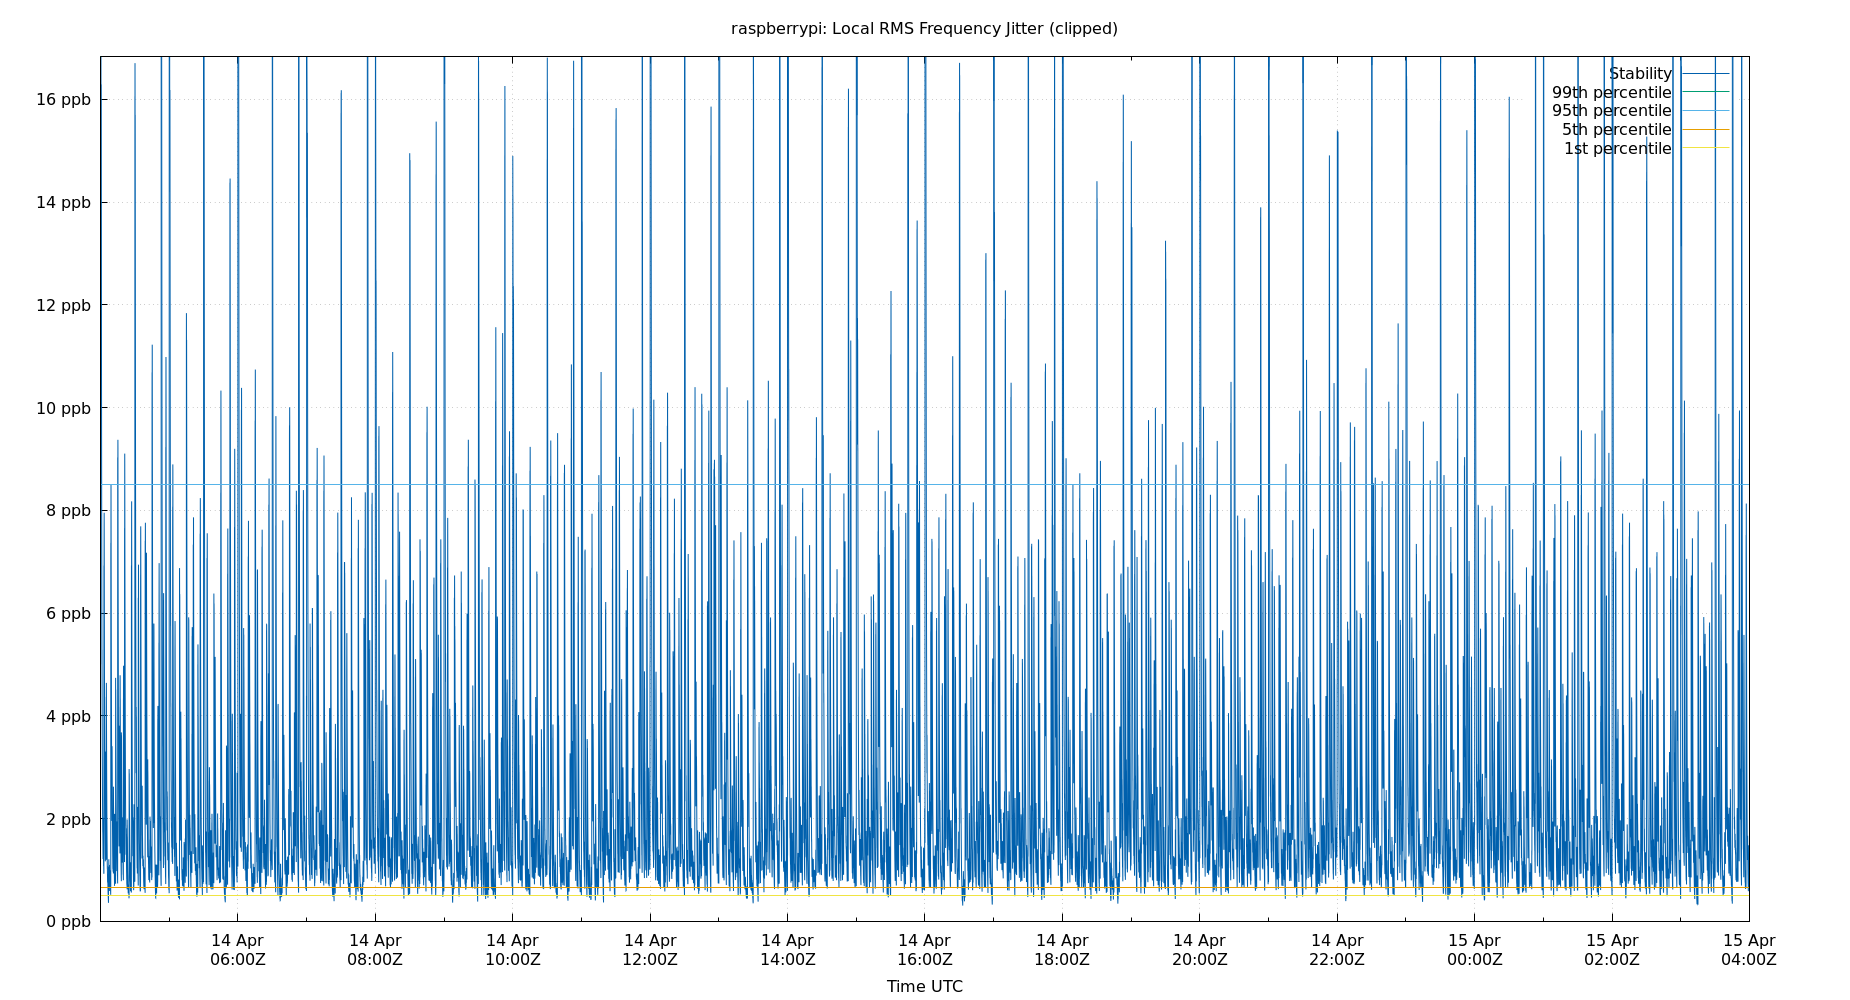 raspberrypi: Local RMS Frequency Jitter (clipped)
Stability
99th percentile
95th percentile
5th percentile
1st percentile
16 ppb
14 ppb
12 ppb
10 ppb
8 ppb
6 ppb
4 ppb
2 ppb
0 ppb
14 Apr 14 Apr 14 Apr 14 Apr 14 Apr 14 Apr 14 Apr 14 Apr 14 Apr 15 Apr 15 Apr 15 Apr
06:00Z 08:00Z 10:00Z 12:00Z 14:00Z 16:00Z 18:00Z 20:00Z 22:00Z 00:00Z 02:00Z 04:00Z
Time UTC